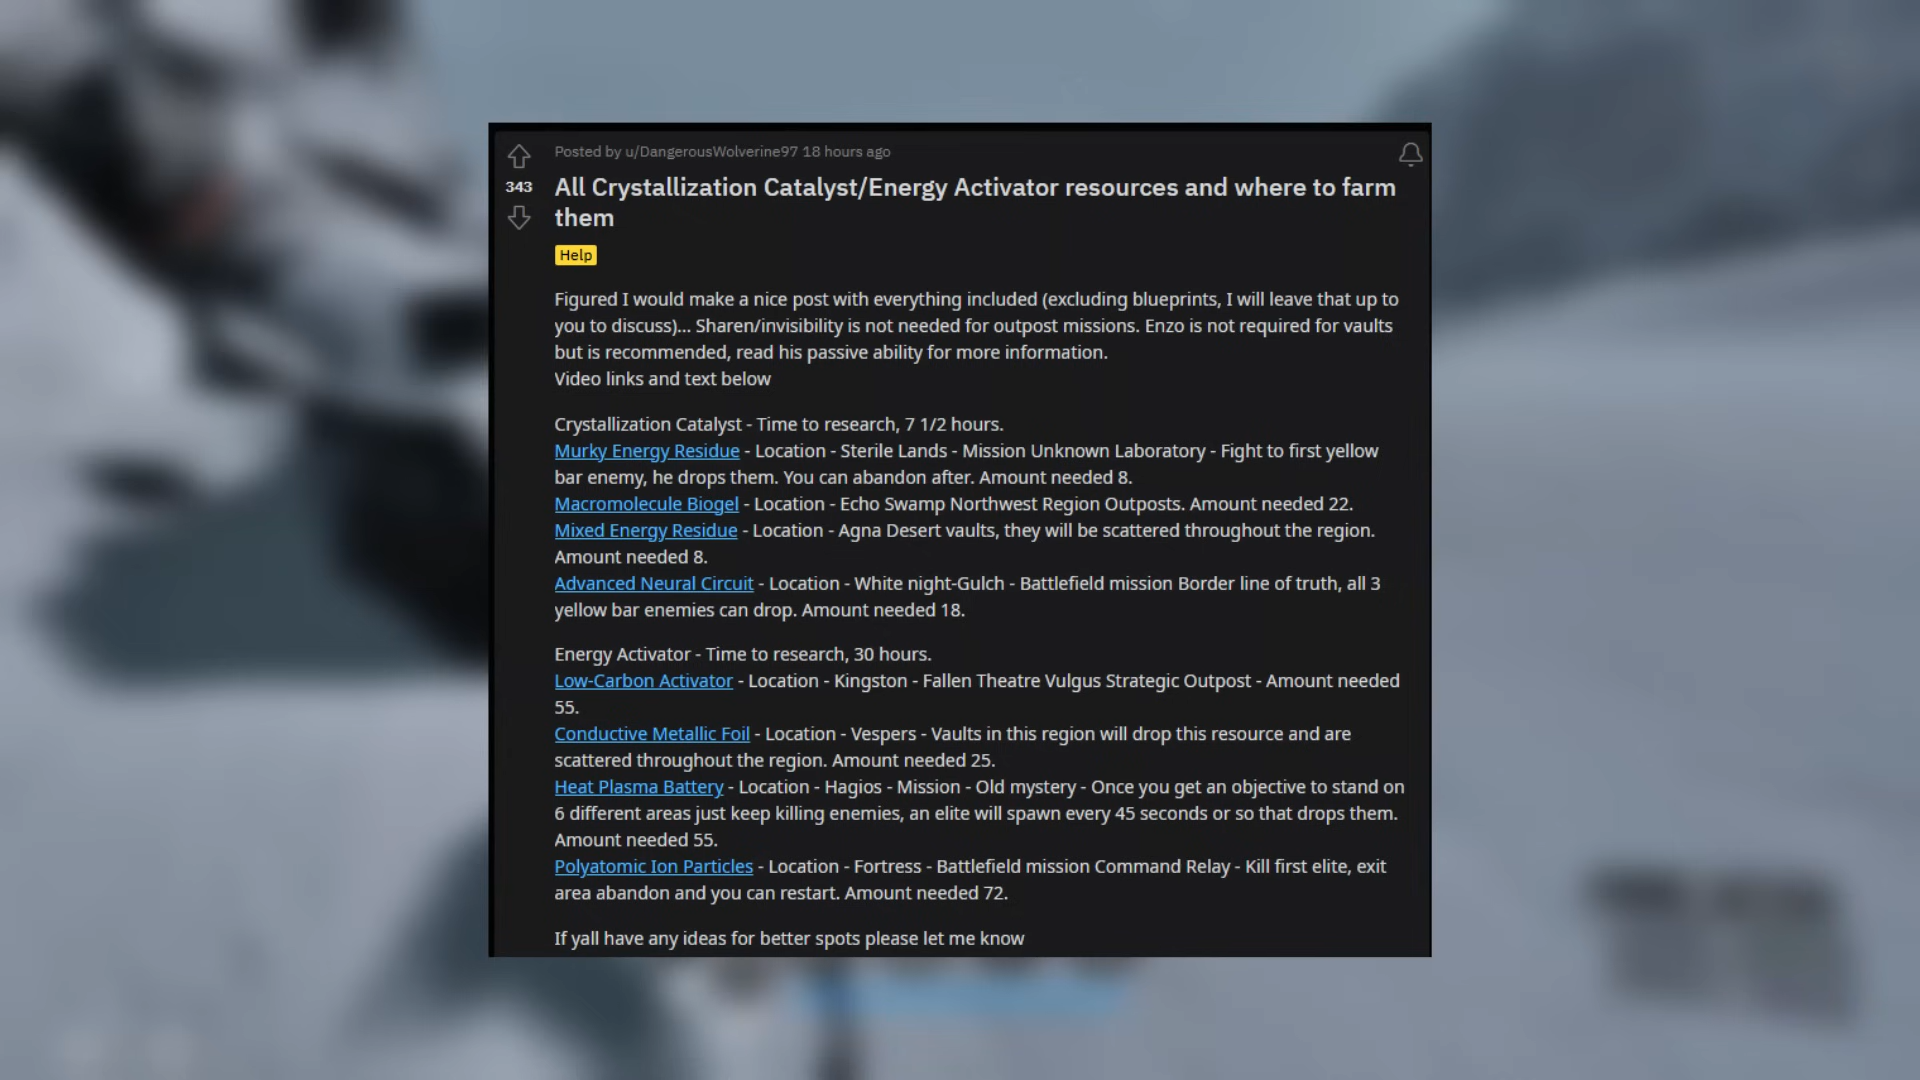 Posted by u/DangerousWolverine97 18 hours ago
343
All Crystallization Catalyst/Energy Activator resources and where to farm
them
Help
Figured I would make a nice post with everything included (excluding blueprints, I will leave that up to
you to discuss)... Sharen/invisibility is not needed for outpost missions. Enzo is not required for vaults
but is recommended, read his passive ability for more information.
Video links and text below
Crystallization Catalyst - Time to research, 7 1/2 hours.
Murky Energy Residue - Location - Sterile Lands - Mission Unknown Laboratory - Fight to first yellow
bar enemy, he drops them. You can abandon after. Amount needed 8.
Macromolecule Biogel - Location - Echo Swamp Northwest Region Outposts. Amount needed 22.
Mixed Energy Residue - Location - Agna Desert vaults, they will be scattered throughout the region.
Amount needed 8.
Advanced Neural Circuit - Location - White night-Gulch - Battlefield mission Border line of truth, all 3
yellow bar enemies can drop. Amount needed 18.
Energy Activator - Time to research, 30 hours.
Low-Carbon Activator - Location - Kingston - Fallen Theatre Vulgus Strategic Outpost - Amount needed
55.
Conductive Metallic Foil - Location - Vespers - Vaults in this region will drop this resource and are
scattered throughout the region. Amount needed 25.
Heat Plasma Battery - Location - Hagios - Mission - Old mystery - Once you get an objective to stand on
6 different areas just keep killing enemies, an elite will spawn every 45 seconds or so that drops them.
Amount needed 55.
Polyatomic Ion Particles - Location - Fortress - Battlefield mission Command Relay - Kill first elite, exit
area abandon and you can restart. Amount needed 72.
If yall have any ideas for better spots please let me know